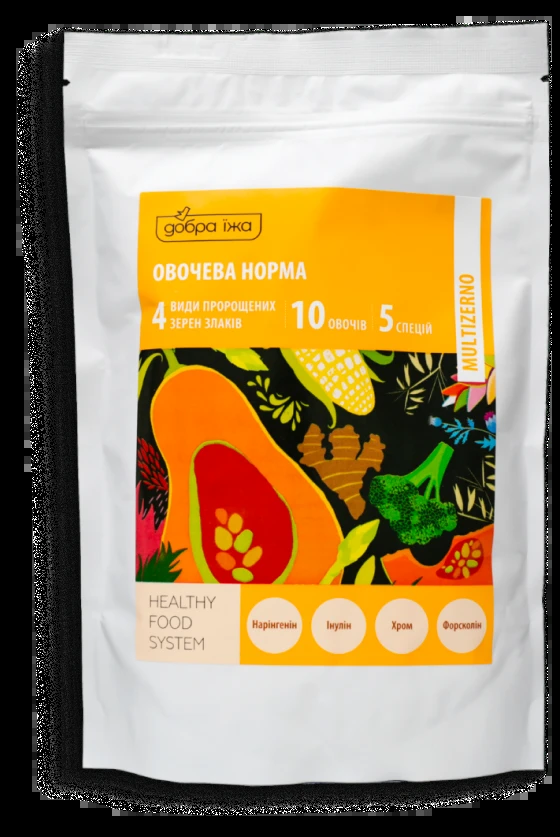 добра їжа
ОВОЧЕВА НОРМА
4 ВИДИ ПРОРОЩЕНИХ
ЗЕРЕН ЗЛАКІВ
10 ОВОЧІВ
5 СПЕЦІЙ
MULTIZERNO
HEALTHY
FOOD
SYSTEM
Нарінгенін
Інулін
Хром
Форсколін